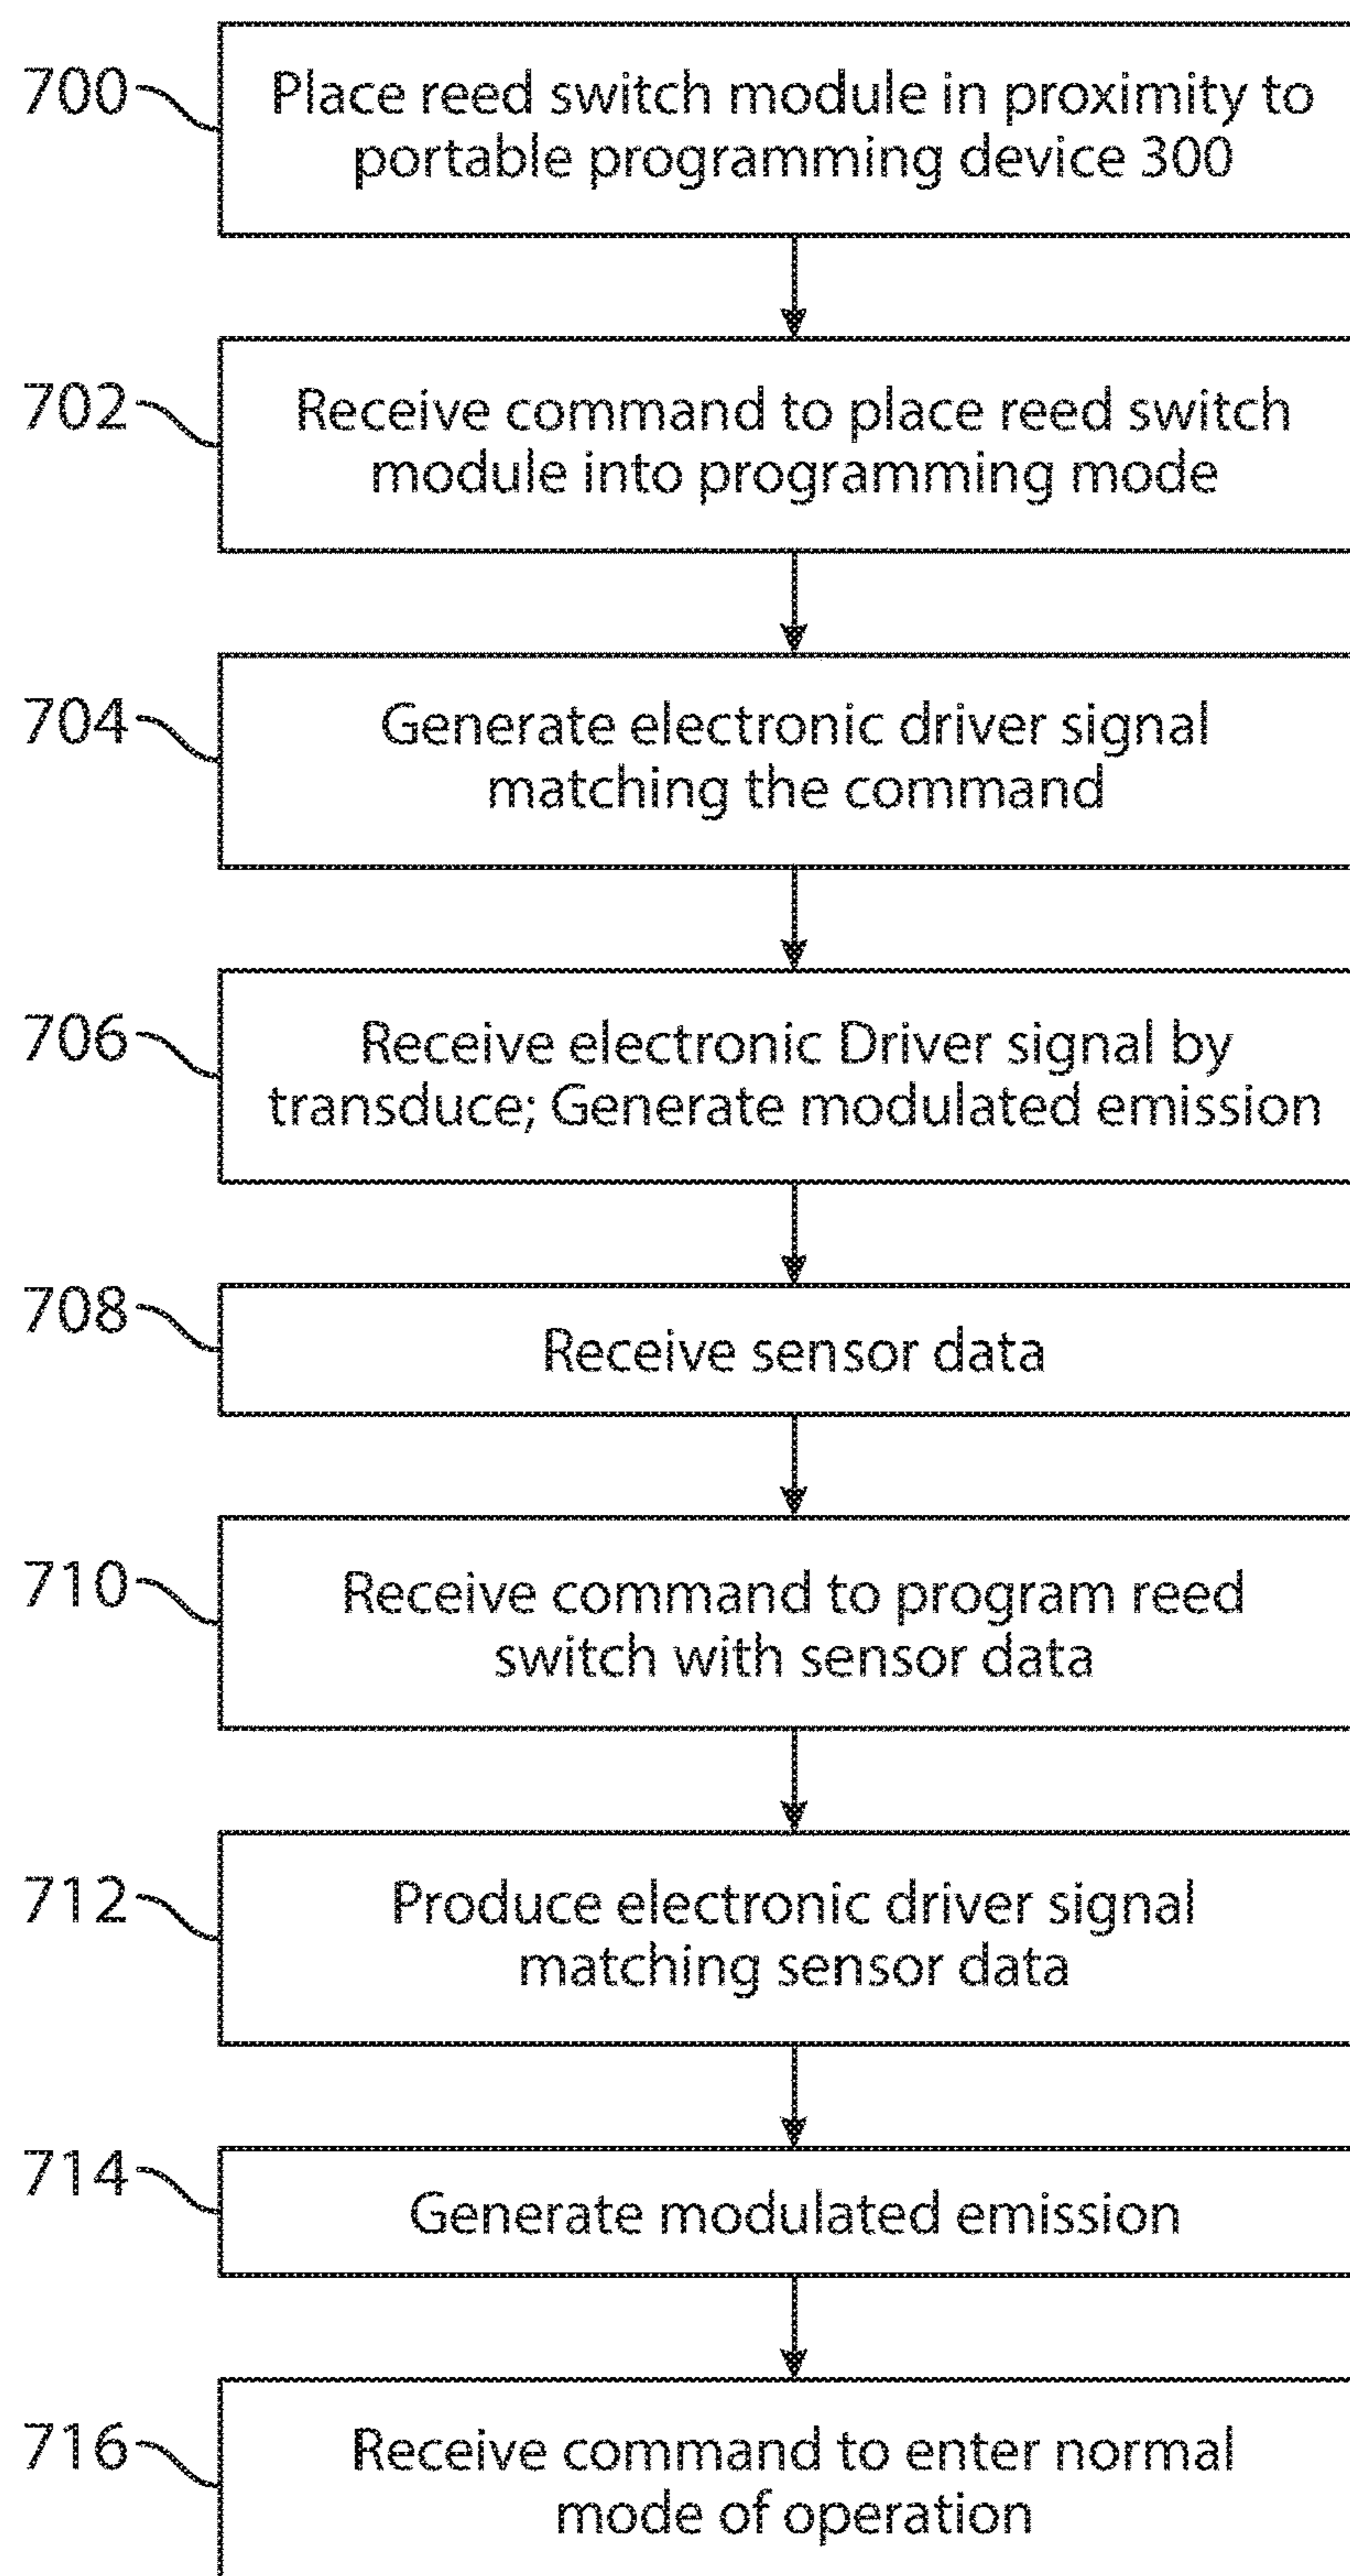 700
Place reed switch module in proximity to
portable programming device 300
702
Receive command to place reed switch
module into programming mode
704
Generate electronic driver signal
matching the command
706
Receive electronic Driver signal by
transduce; Generate modulated emission
708
Receive sensor data
710
Receive command to program reed
switch with sensor data
712
Produce electronic driver signal
matching sensor data
714
Generate modulated emission
716
Receive command to enter normal
mode of operation